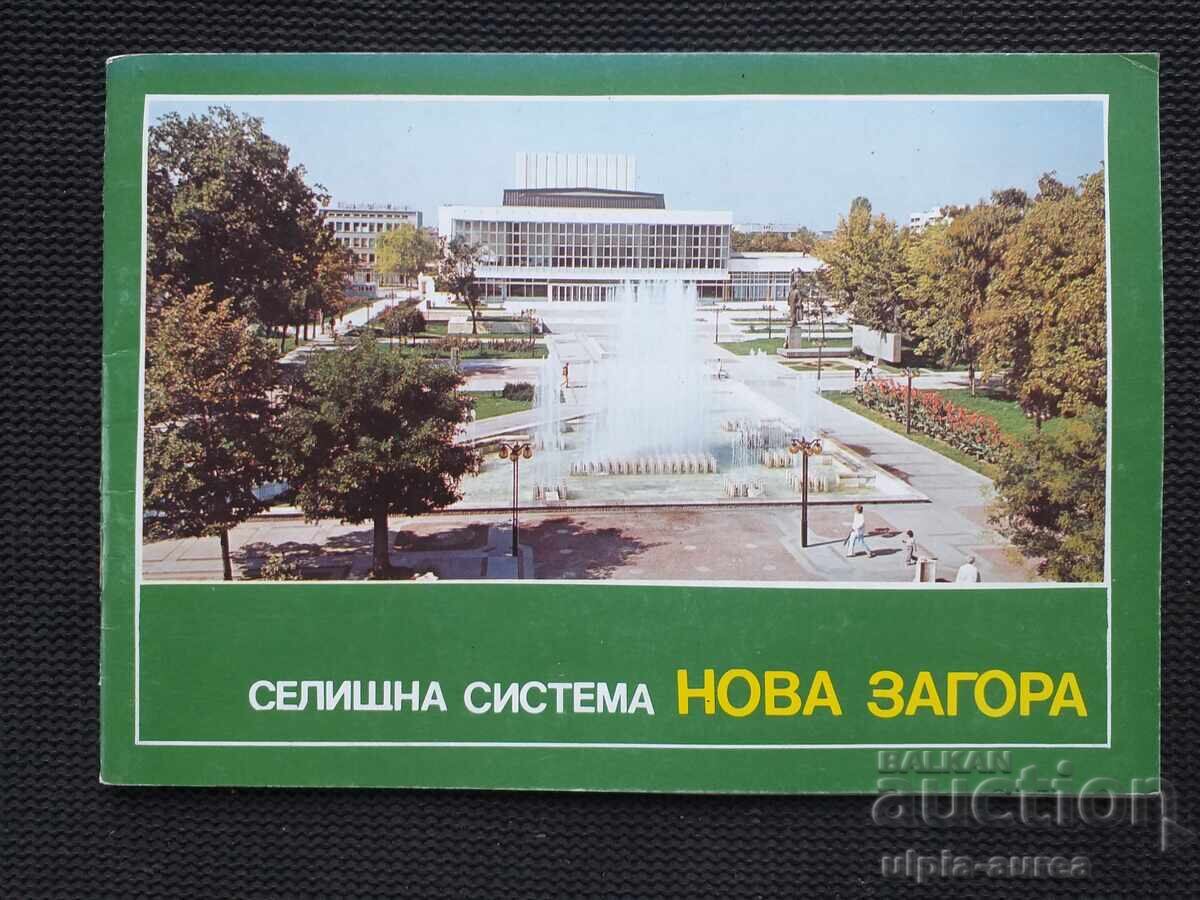 СЕЛИЩНА СИСТЕМА НОВА ЗАГОРА
BALKAN
auction
ulpia-aurea